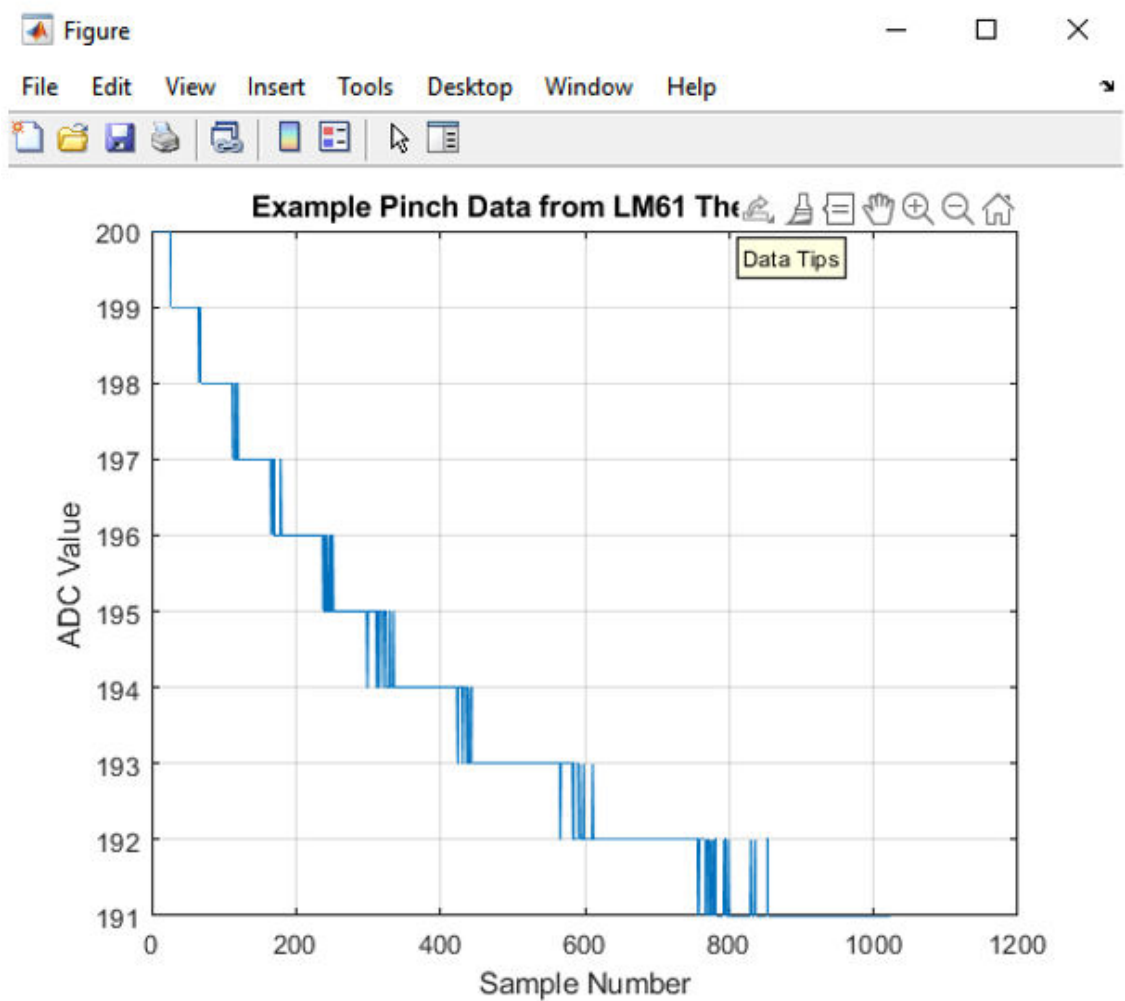 Figure
File Edit View Insert Tools Desktop Window Help
Example Pinch Data from LM61 The
Data Tips
200
199
198
197
196
195
194
193
192
191
ADC Value
0 200 400 600 800 1000 1200
Sample Number